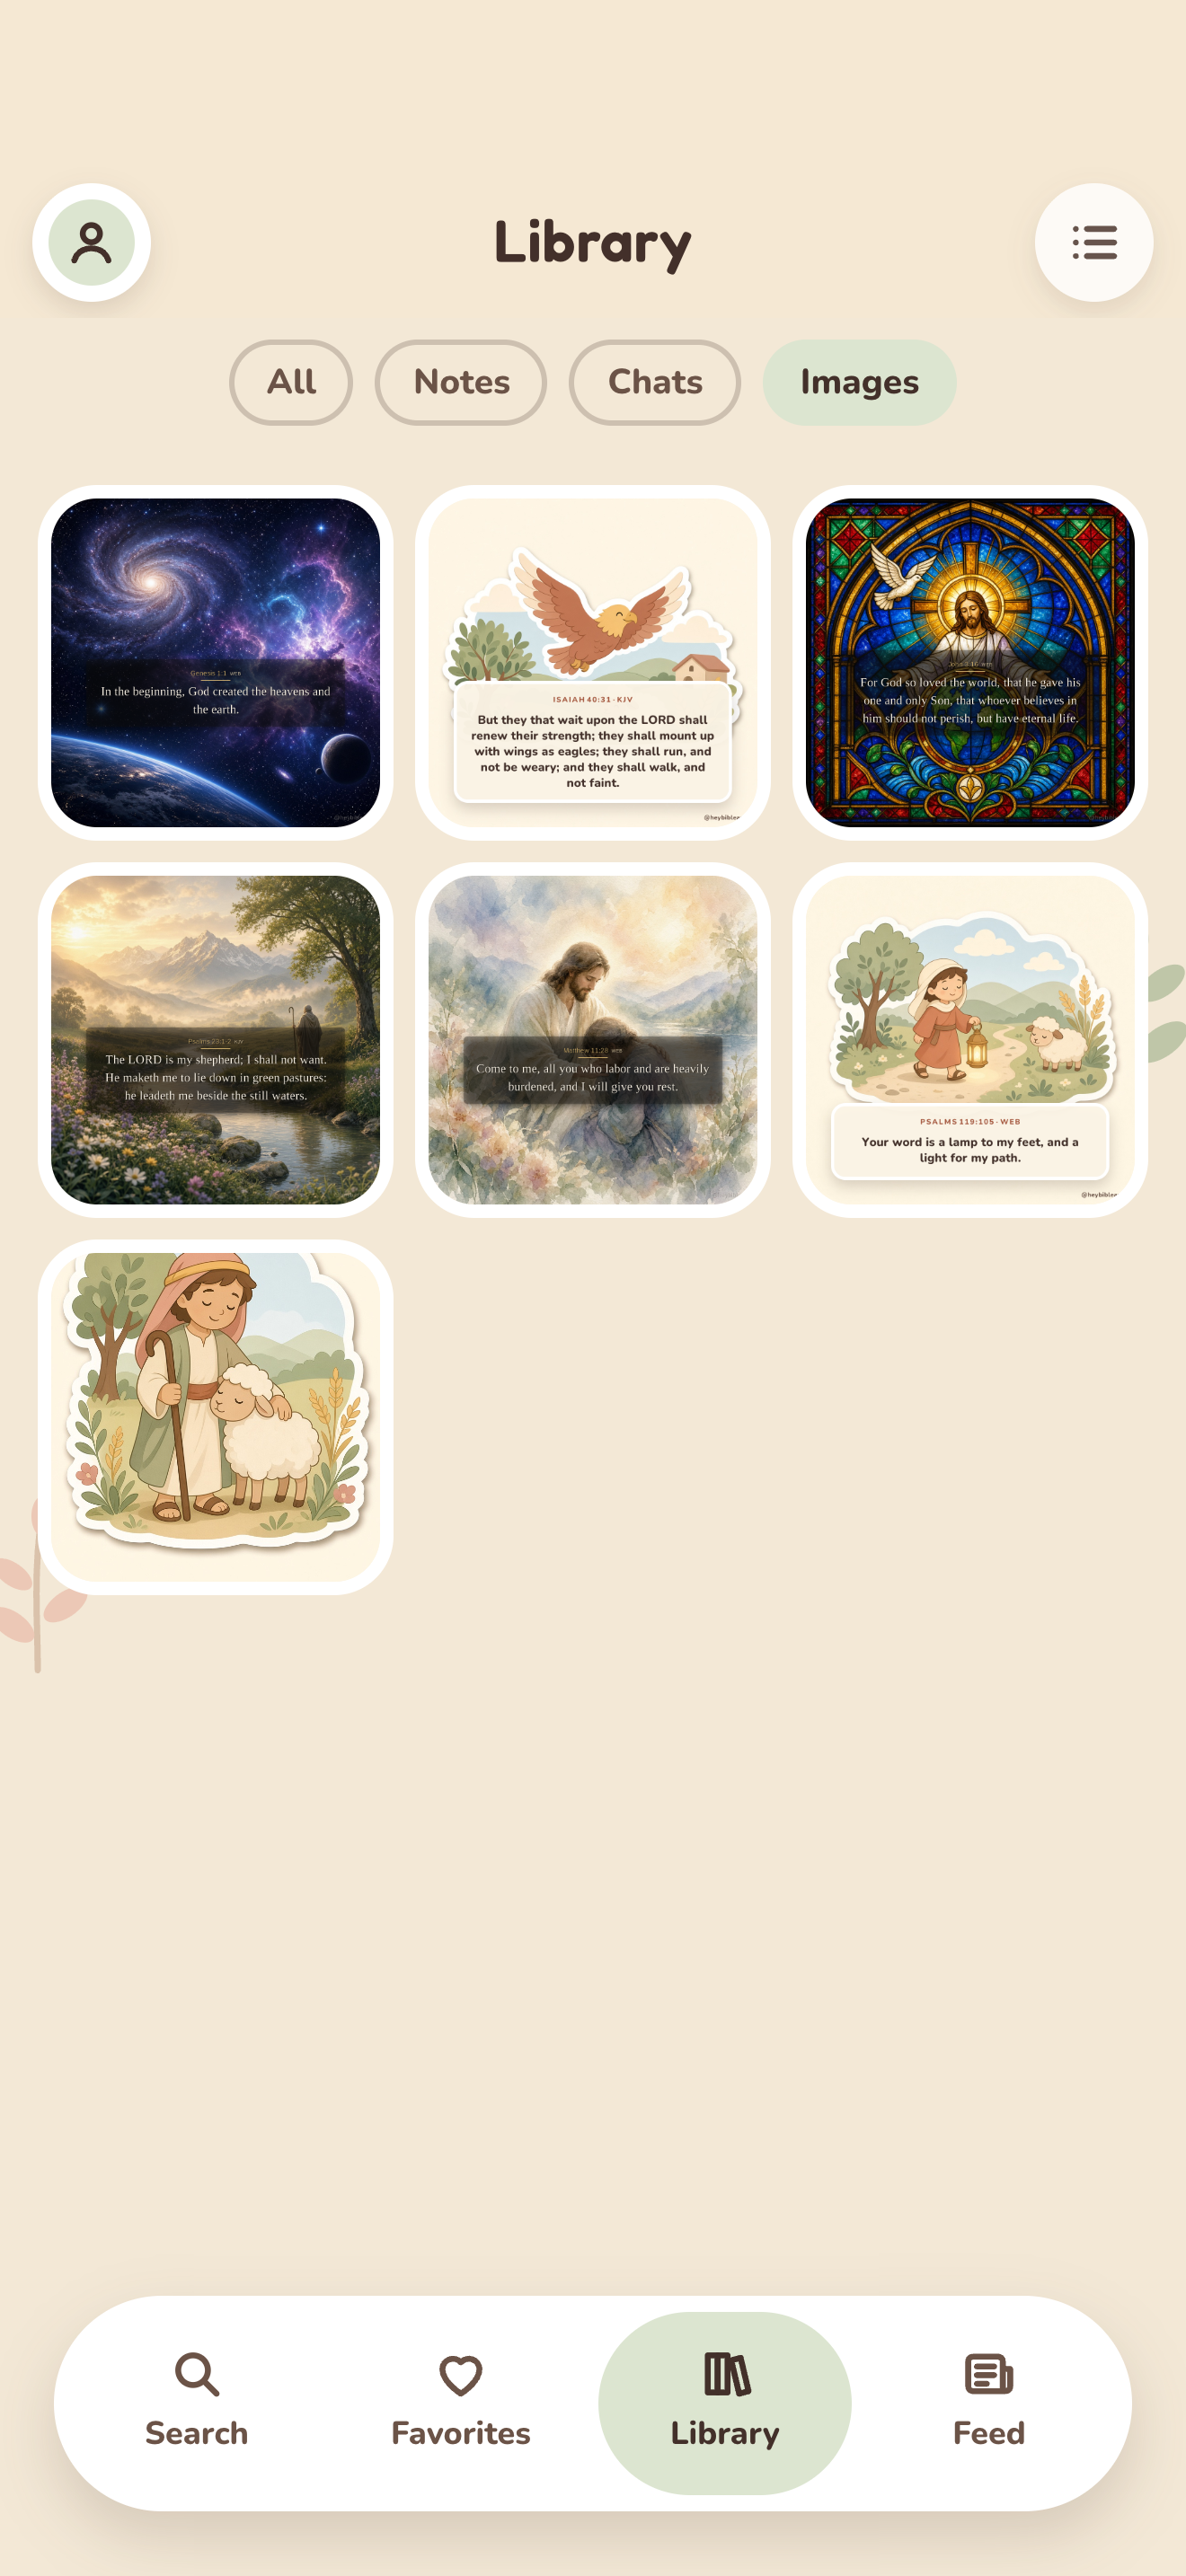 Library
All
Notes
Chats
Images
Genesis 1:1 WEB
In the beginning, God created the heavens and
the earth.
ISAIAH 40:31 · KJV
But they that wait upon the LORD shall
renew their strength; they shall mount up
with wings as eagles; they shall run, and
not be weary; and they shall walk, and
not faint.
@heybible
John 3:16 WEB
For God so loved the world, that he gave his
one and only Son, that whoever believes in
him should not perish, but have eternal life.
Psalms 23:1-2 KJV
The LORD is my shepherd; I shall not want.
He maketh me to lie down in green pastures:
he leadeth me beside the still waters.
Matthew 11:28 WEB
Come to me, all you who labor and are heavily
burdened, and I will give you rest.
PSALMS 119:105 · WEB
Your word is a lamp to my feet, and a
light for my path.
@heybible
Search
Favorites
Library
Feed